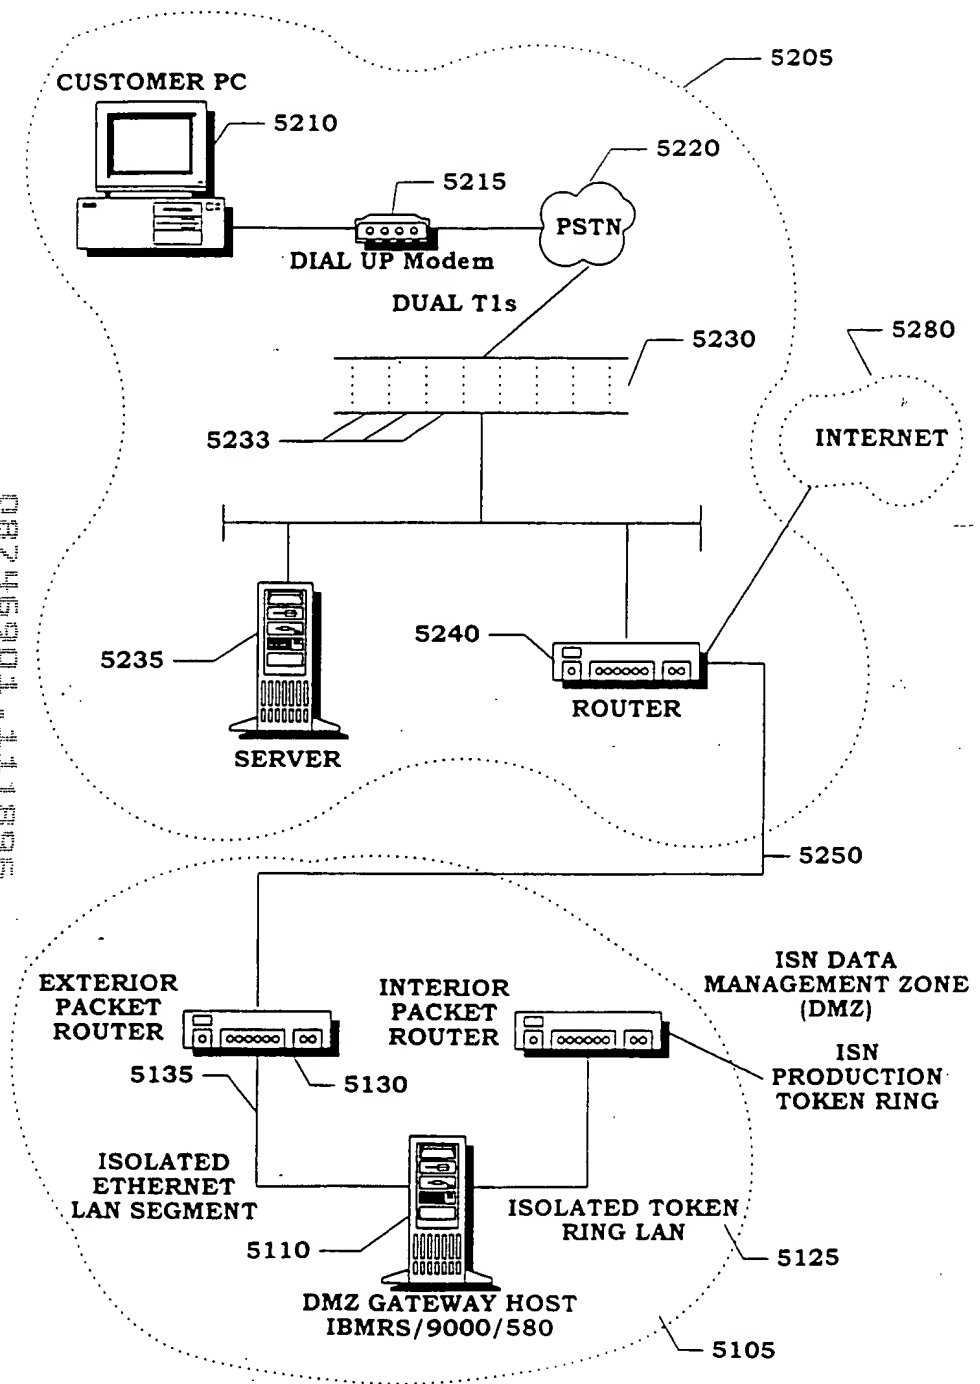 5205
CUSTOMER PC
5210
5220
5215
PSTN
DIAL UP Modem
DUAL T1s
5280
5230
INTERNET
5233
5240
5235
ROUTER
SERVER
5250
ISN DATA
MANAGEMENT ZONE
(DMZ)
EXTERIOR
PACKET
ROUTER
INTERIOR
PACKET
ROUTER
ISN
PRODUCTION
TOKEN RING
5135
5130
ISOLATED
ETHERNET
LAN SEGMENT
ISOLATED TOKEN
RING LAN
5110
5125
DMZ GATEWAY HOST
IBMRS/9000/580
5105